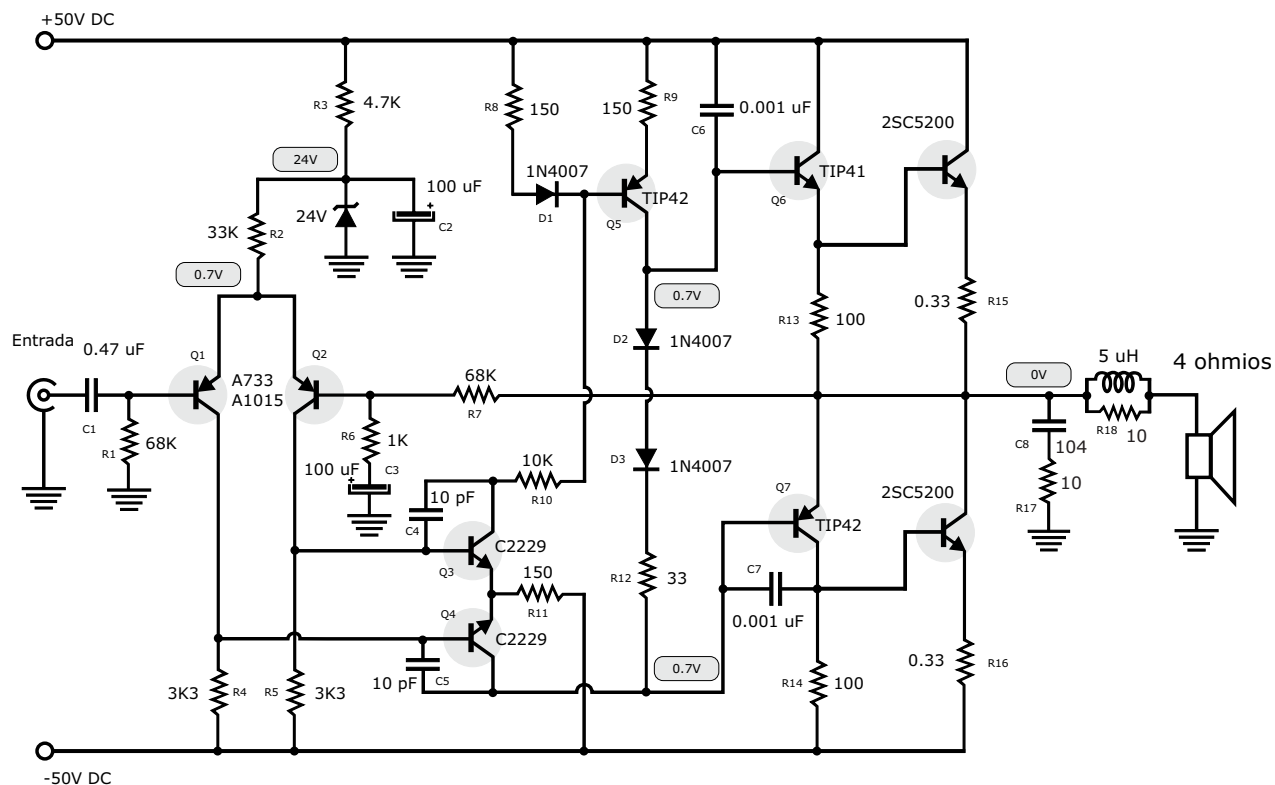 +50V DC
R3
4.7K
24V
24V
100 uF
+
C2
33K
R2
0.7V
R8
150
150
R9
1N4007
D1
TIP42
Q5
0.001 uF
C6
TIP41
Q6
2SC5200
0.7V
D2
1N4007
R13
100
0.33
R15
Entrada
0.47 uF
C1
R1
68K
Q1
Q2
A733
A1015
68K
R7
R6
1K
100 uF
+
C3
0V
5 uH
R18
10
4 ohmios
C8
104
10
R17
10K
R10
10 pF
C4
C2229
Q3
150
R11
Q4
C2229
10 pF
C5
D3
1N4007
R12
33
0.7V
Q7
TIP42
C7
0.001 uF
2SC5200
R14
100
0.33
R16
3K3
R4
R5
3K3
-50V DC